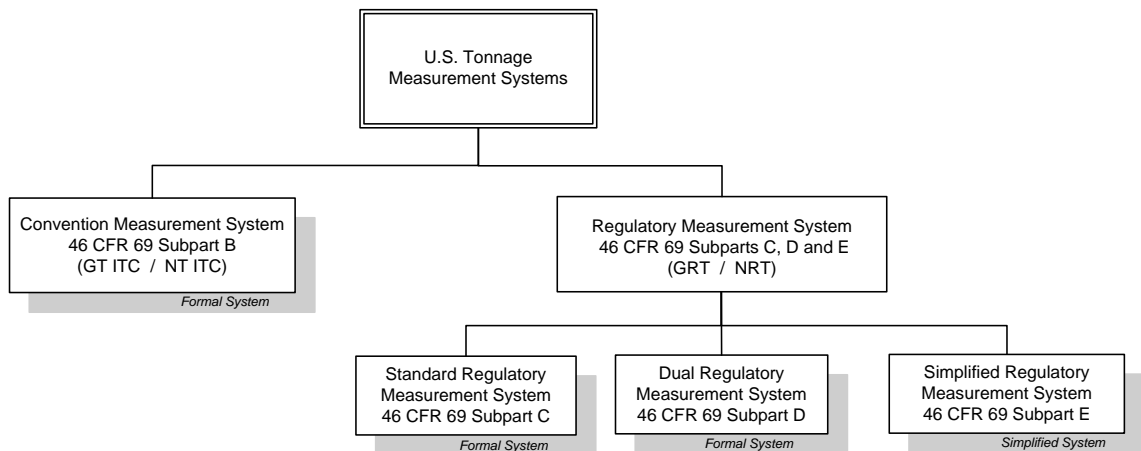 U.S. Tonnage
Measurement Systems
Convention Measurement System
46 CFR 69 Subpart B
(GT ITC / NT ITC)
Formal System
Regulatory Measurement System
46 CFR 69 Subparts C, D and E
(GRT / NRT)
Standard Regulatory
Measurement System
46 CFR 69 Subpart C
Formal System
Dual Regulatory
Measurement System
46 CFR 69 Subpart D
Formal System
Simplified Regulatory
Measurement System
46 CFR 69 Subpart E
Simplified System